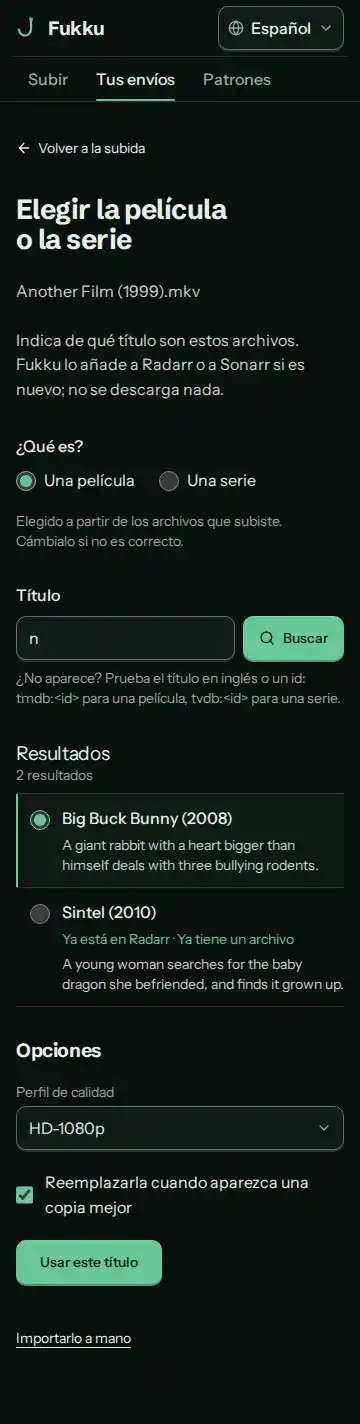 Fukku
Español
Subir
Tus envíos
Patrones
Volver a la subida
Elegir la película
o la serie
Another Film (1999).mkv
Indica de qué título son estos archivos.
Fukku lo añade a Radarr o a Sonarr si es
nuevo; no se descarga nada.
¿Qué es?
Una película
Una serie
Elegido a partir de los archivos que subiste.
Cámbialo si no es correcto.
Título
n
Buscar
¿No aparece? Prueba el título en inglés o un id:
tmdb:<id> para una película, tvdb:<id> para una serie.
Resultados
2 resultados
Big Buck Bunny (2008)
A giant rabbit with a heart bigger than
himself deals with three bullying rodents.
Sintel (2010)
Ya está en Radarr · Ya tiene un archivo
A young woman searches for the baby
dragon she befriended, and finds it grown up.
Opciones
Perfil de calidad
HD-1080p
Reemplazarla cuando aparezca una
copia mejor
Usar este título
Importarlo a mano